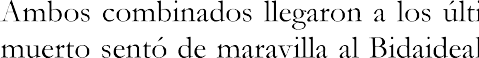 Ambos combinados llegaron a los últi
muerto sentó de maravilla al Bidaideal